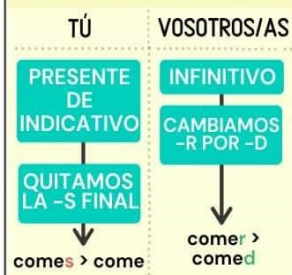 TÚ
PRESENTE
DE
INDICATIVO
QUITAMOS
LA -S FINAL
comes > come
VOSOTROS/AS
INFINITIVO
CAMBIAMOS
-R POR -D
comer >
comed